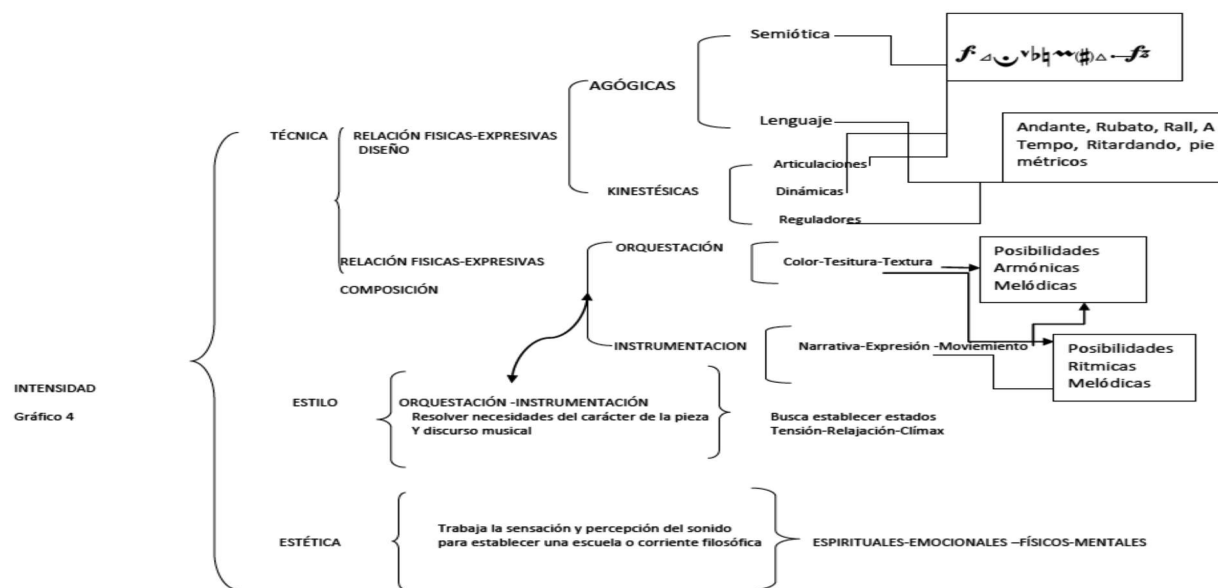 Semiótica
AGÓGICAS
Lenguaje
Andante, Rubato, Rall, A
Tempo, Ritardando, pie
métricos
TÉCNICA
RELACIÓN FISICAS-EXPRESIVAS
DISEÑO
Articulaciones
KINESTÉSICAS
Dinámicas
Reguladores
ORQUESTACIÓN
RELACIÓN FISICAS-EXPRESIVAS
COMPOSICIÓN
Color-Tesitura-Textura
Posibilidades
Armónicas
Melódicas
INSTRUMENTACION
Narrativa-Expresión -Moviemiento
Posibilidades
Ritmicas
Melódicas
INTENSIDAD
Gráfico 4
ESTILO
ORQUESTACIÓN -INSTRUMENTACIÓN
Resolver necesidades del carácter de la pieza
Y discurso musical
Busca establecer estados
Tensión-Relajación-Clímax
ESTÉTICA
Trabaja la sensación y percepción del sonido
para establecer una escuela o corriente filosófica
ESPIRITUALES-EMOCIONALES –FÍSICOS-MENTALES